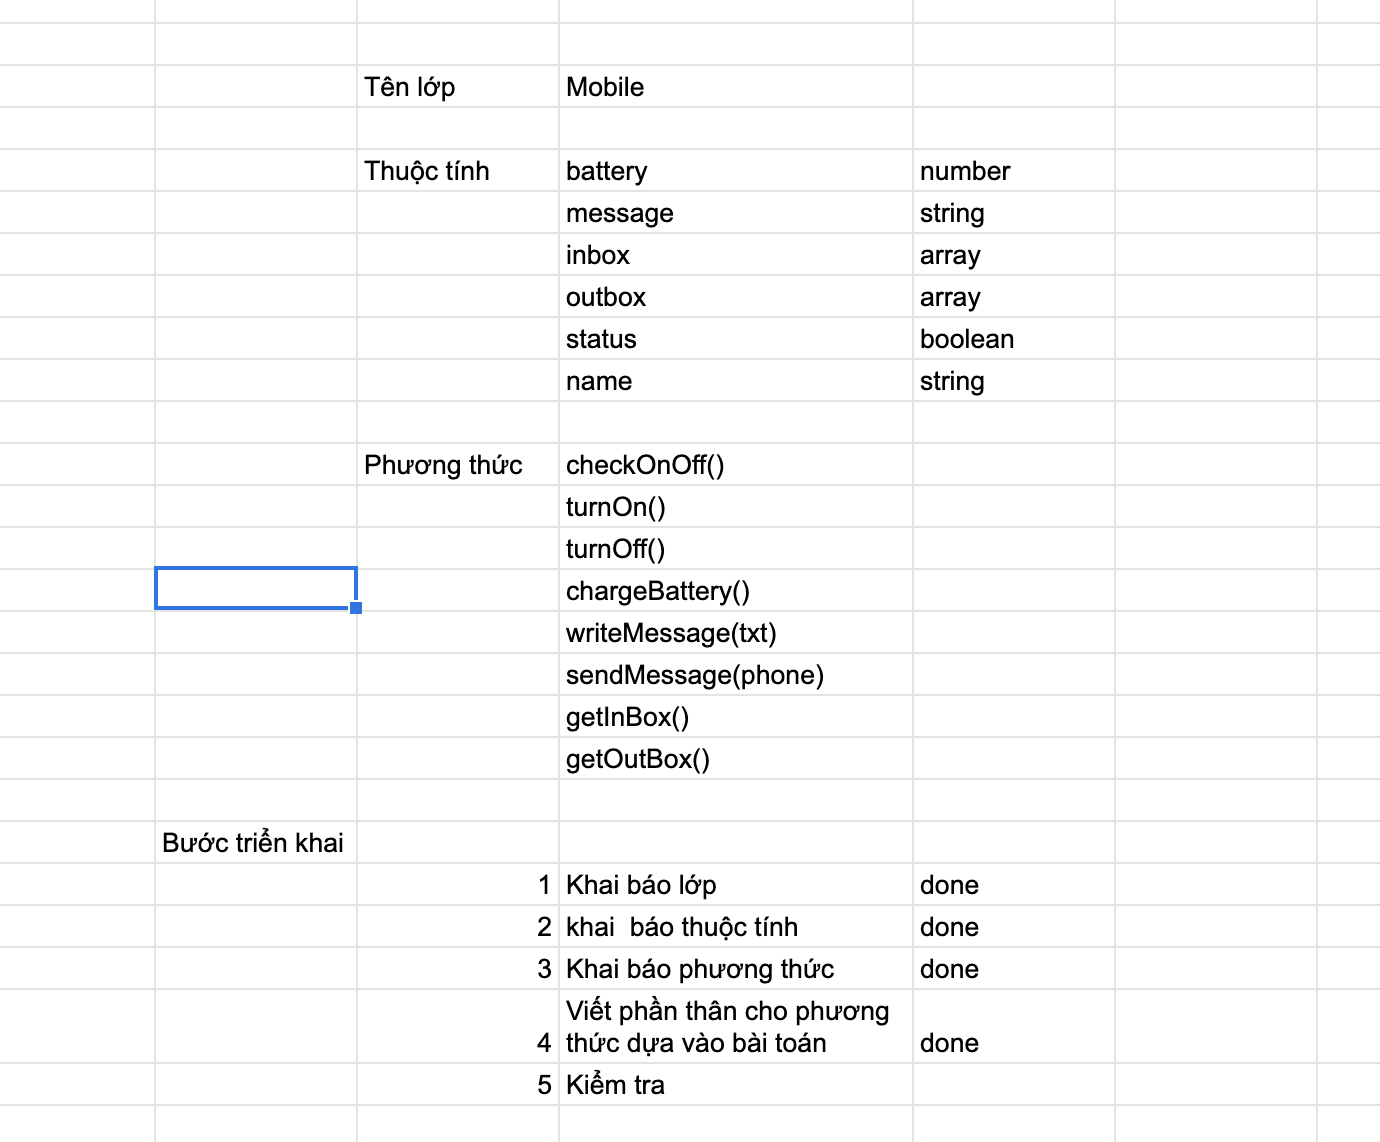 Tên lớp Mobile
Thuộc tính battery number
message string
inbox array
outbox array
status boolean
name string
Phương thức checkOnOff()
turnOn()
turnOff()
chargeBattery()
writeMessage(txt)
sendMessage(phone)
getInBox()
getOutBox()
Bước triển khai
1 Khai báo lớp done
2 khai  báo thuộc tính done
3 Khai báo phương thức done
Viết phần thân cho phương
4 thức dựa vào bài toán done
5 Kiểm tra